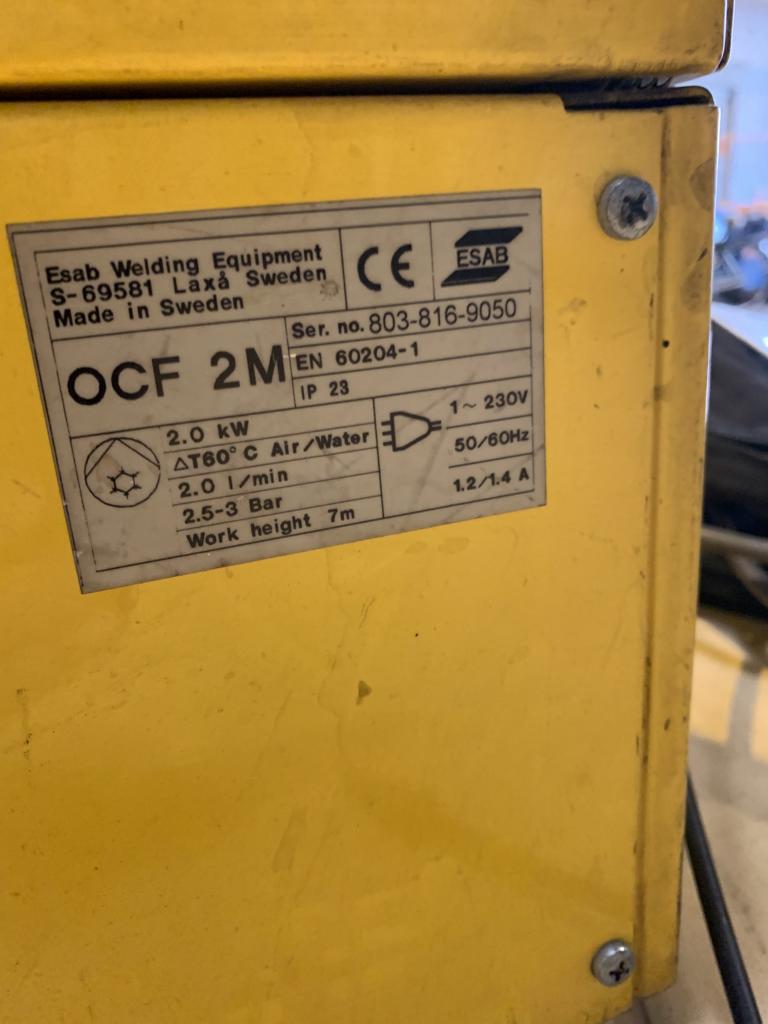 Esab Welding Equipment
S-69581 Laxå Sweden
Made in Sweden
CE
ESAB
OCF 2M
Ser. no. 803-816-9050
EN 60204-1
IP 23
2.0 kW
ΔT60° C Air/Water
2.0 l/min
2.5-3 Bar
Work height 7m
1~ 230V
50/60Hz
1.2/1.4 A